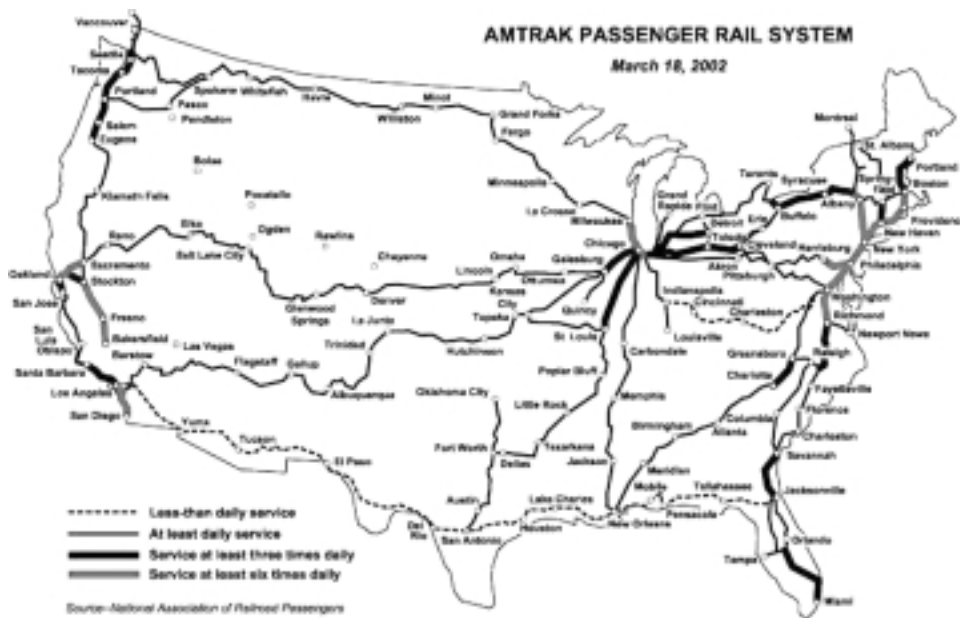 AMTRAK PASSENGER RAIL SYSTEM
March 18, 2002
Vancouver
Seattle
Tacoma
Portland
Spokane
Whitefish
Havre
Williston
Minot
Grand Forks
Fargo
Pasco
Pendleton
Salem
Eugene
Boise
Minneapolis
La Crosse
Milwaukee
Grand
Rapids
Flint
Toronto
Syracuse
Montreal
St. Albans
Portland
Spring-
field
Boston
Albany
Buffalo
Erie
Detroit
Toledo
Cleveland
Providence
New Haven
New York
Harrisburg
Philadelphia
Klamath Falls
Pocatello
Ogden
Rawlins
Cheyenne
Reno
Elko
Salt Lake City
Oakland
Sacramento
Stockton
San Jose
Glenwood
Springs
Denver
Lincoln
Omaha
Ottumwa
Galesburg
Chicago
Akron
Pittsburgh
Indianapolis
Cincinnati
Charleston
Washington
Richmond
Newport News
Kansas
City
Topeka
Quincy
St. Louis
Louisville
Fresno
Bakersfield
San
Luis
Obispo
Santa Barbara
Los Angeles
San Diego
Barstow
Las Vegas
Flagstaff
Gallup
Albuquerque
La Junta
Trinidad
Hutchinson
Carbondale
Greensboro
Raleigh
Charlotte
Fayetteville
Florence
Oklahoma City
Poplar Bluff
Little Rock
Memphis
Columbia
Charleston
Birmingham
Atlanta
Savannah
Yuma
Tucson
El Paso
Fort Worth
Dallas
Texarkana
Jackson
Meridian
Mobile
Tallahassee
Jacksonville
Austin
Lake Charles
Del
Rio
San Antonio
Houston
New Orleans
Pensacola
Orlando
Tampa
Miami
Less-than daily service
At least daily service
Service at least three times daily
Service at least six times daily
Source–National Association of Railroad Passengers